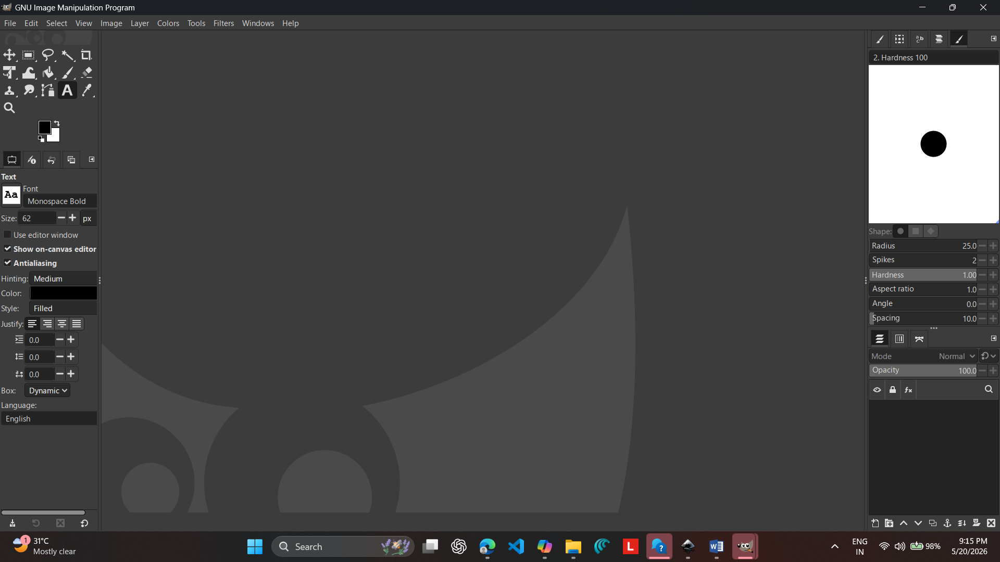 GNU Image Manipulation Program
File Edit Select View Image Layer Colors Tools Filters Windows Help
2. Hardness 100
Text
Aa
Font
Monospace Bold
Size: 62 px
Use editor window
Show on-canvas editor
Antialiasing
Hinting: Medium
Color:
Style: Filled
Justify:
0.0
0.0
0.0
Box: Dynamic
Language:
English
Shape:
Radius 25.0
Spikes 2
Hardness 1.00
Aspect ratio 1.0
Angle 0.0
Spacing 10.0
Mode Normal
Opacity 100.0
1
31°C
Mostly clear
Search
L
ENG
IN
98%
9:15 PM
5/20/2026